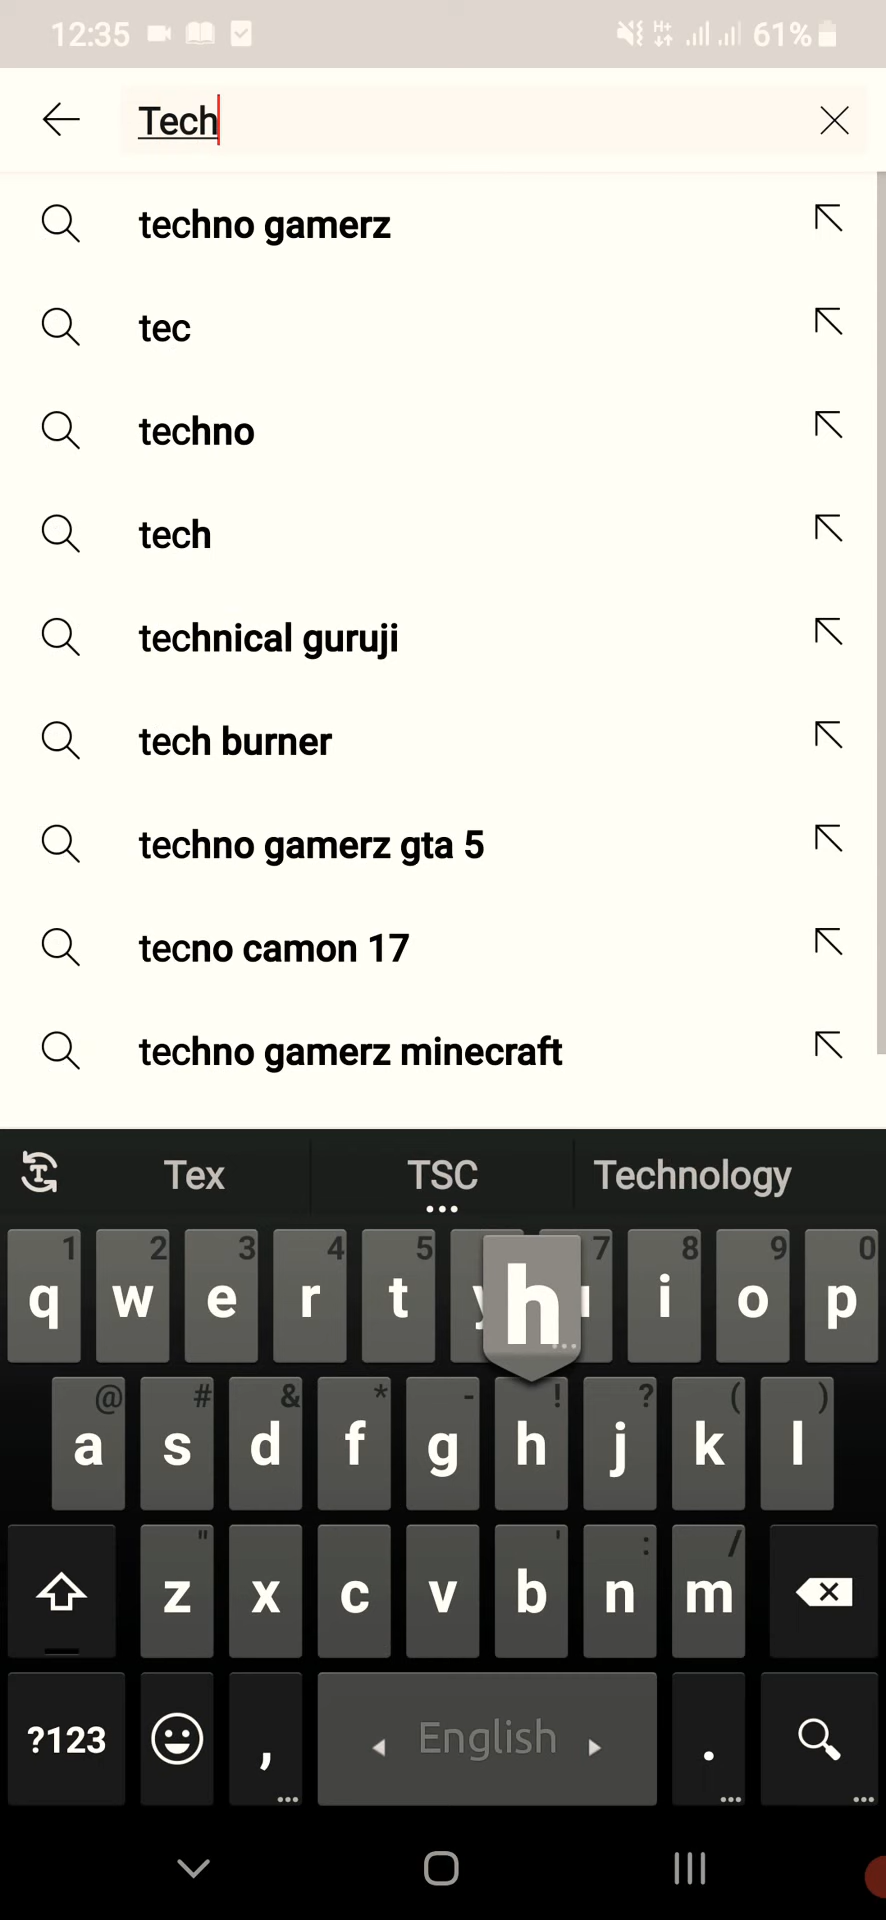 12:35 H+ 61%
Tech
techno gamerz
tec
techno
tech
technical guruji
tech burner
techno gamerz gta 5
tecno camon 17
techno gamerz minecraft
Tex TSC Technology
1 2 3 4 5 7 8 9 0
q w e r t y h u i o p
@ # & * - ! ? ( )
a s d f g h j k l
" ' : /
z x c v b n m
?123 , English .